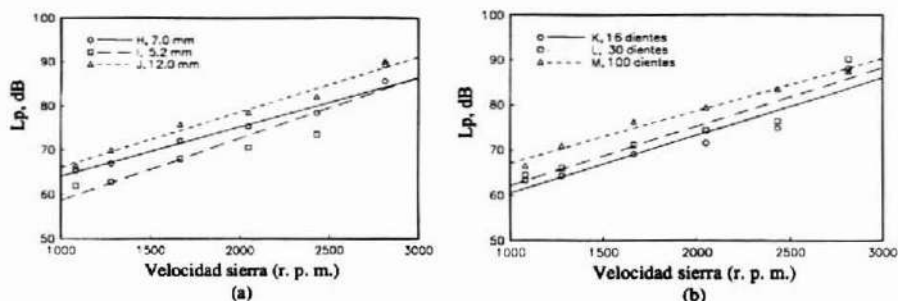 100
90
80
70
60
50
Lp, dB
H, 7.0 mm
I, 5.2 mm
J, 12.0 mm
1000 1500 2000 2500 3000
Velocidad sierra (r. p. m.)
(a)
100
90
80
70
60
50
Lp, dB
K, 16 dientes
L, 30 dientes
M, 100 dientes
1000 1500 2000 2500 3000
Velocidad sierra (r. p. m.)
(b)